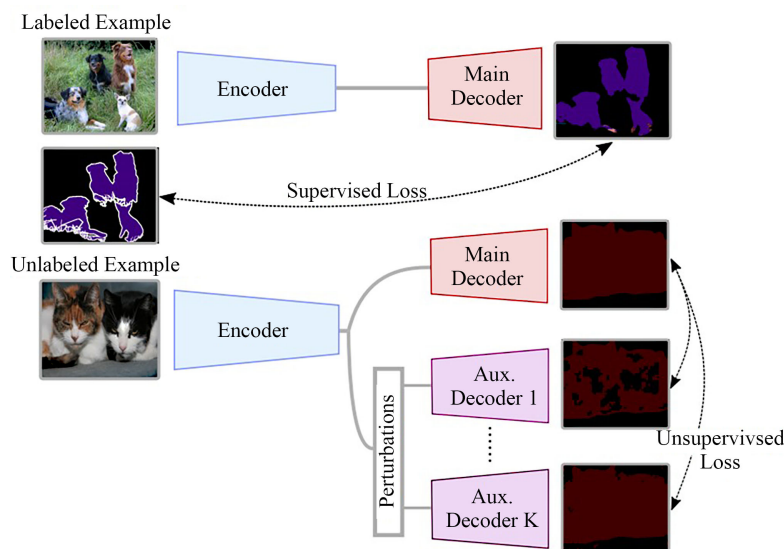 Labeled Example
Encoder
Main
Decoder
Supervised Loss
Unlabeled Example
Encoder
Main
Decoder
Perturbations
Aux.
Decoder 1
Unsupervivsed
Loss
Aux.
Decoder K